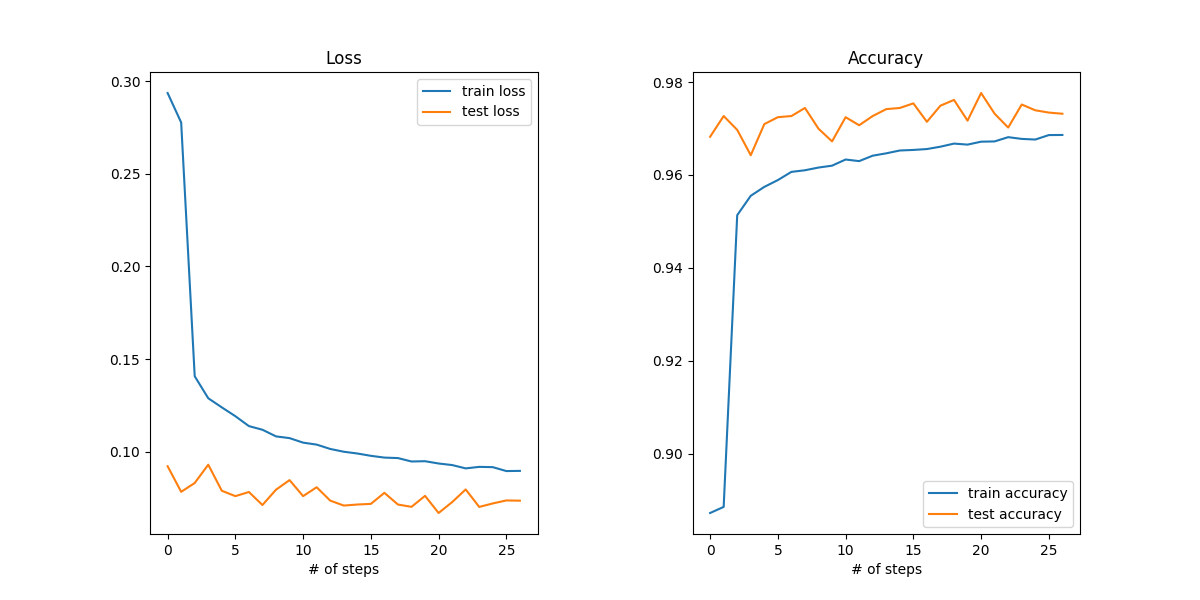 Loss
0.30
0.25
0.20
0.15
0.10
0 5 10 15 20 25
# of steps
train loss
test loss
Accuracy
0.98
0.96
0.94
0.92
0.90
0 5 10 15 20 25
# of steps
train accuracy
test accuracy